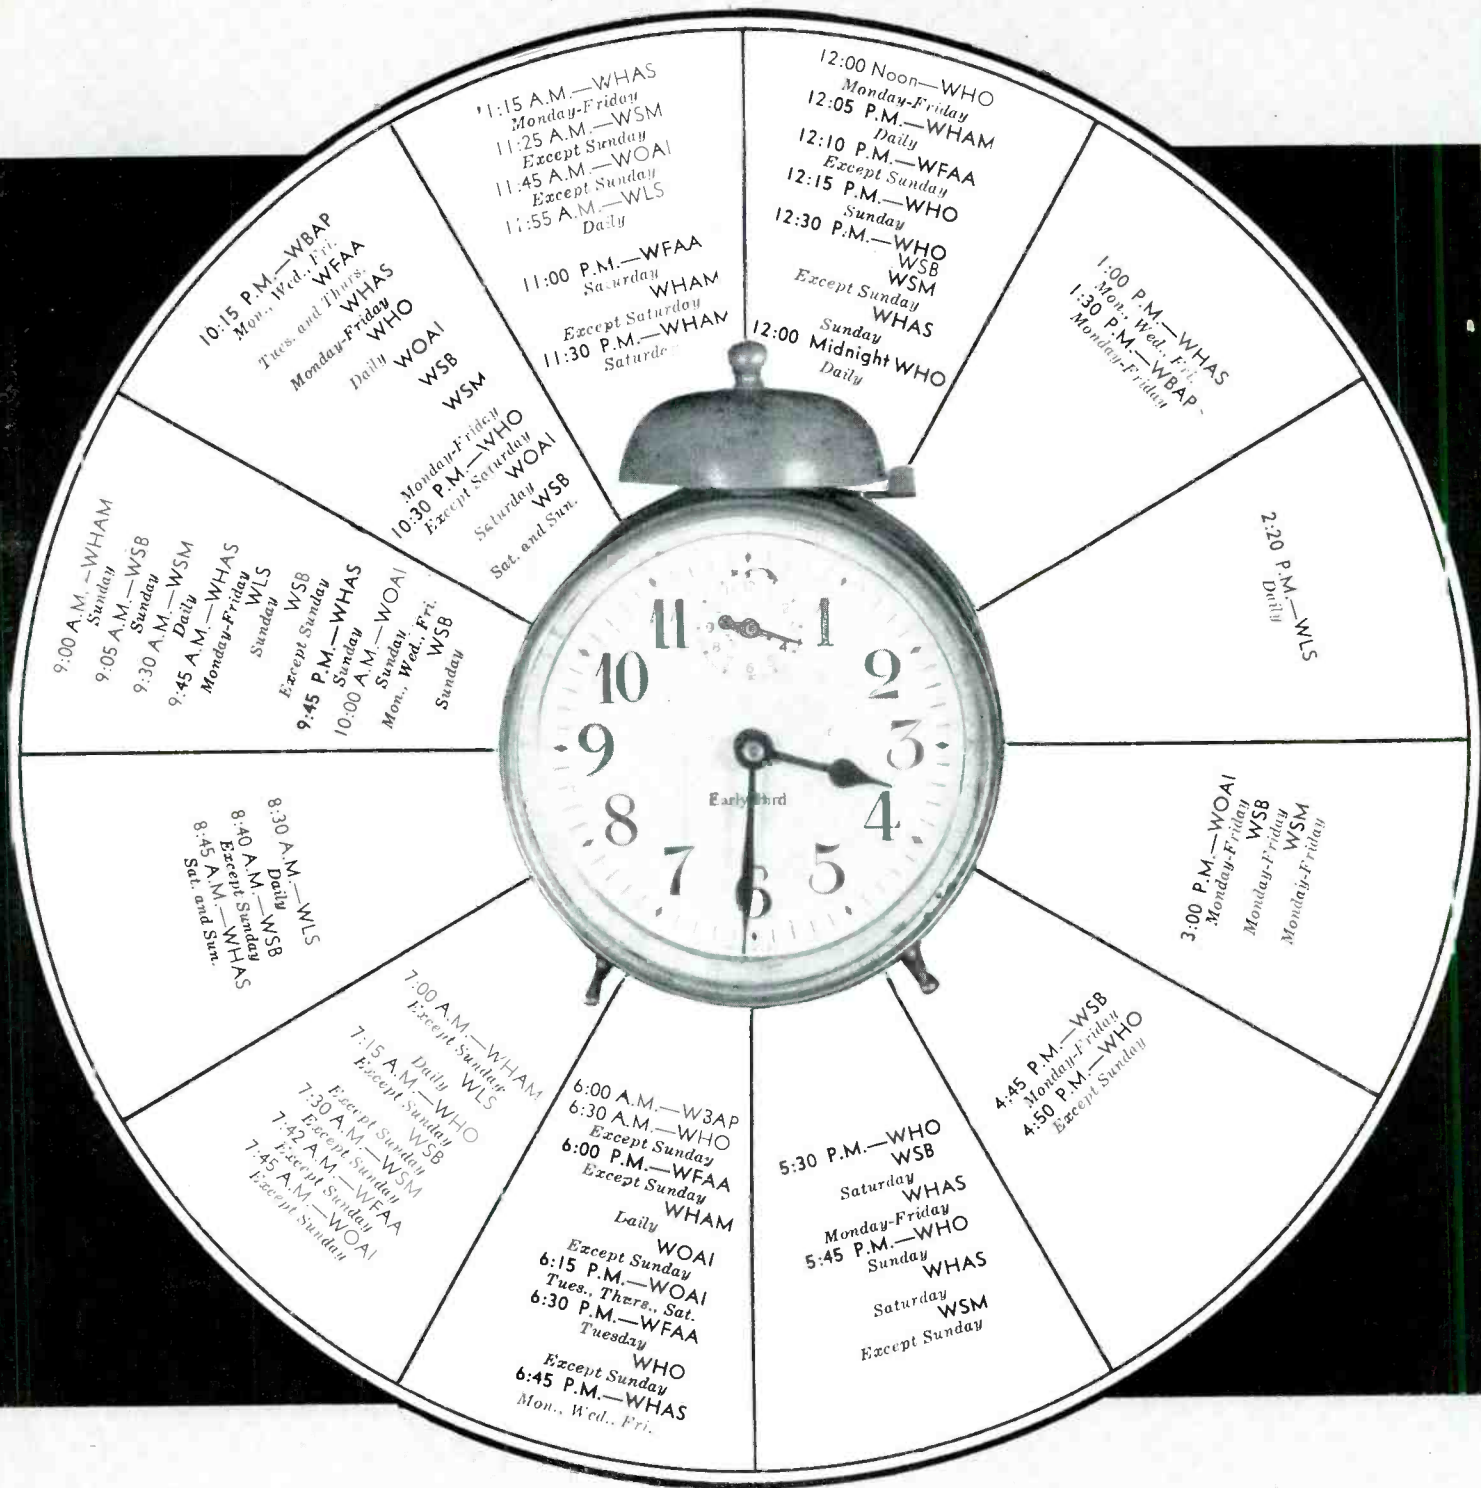 12:00 Noon—WHO
Monday-Friday
12:05 P.M.—WHAM
Daily
12:10 P.M.—WFAA
Except Sunday
12:15 P.M.—WHO
Sunday
12:30 P.M.—WHO
WSB
WSM
Except Sunday
WHAS
Sunday
12:00 Midnight WHO
Daily
1:00 P.M.—WHAS
Mon., Wed., Fri.
1:30 P.M.—WBAP
Monday-Friday
2:20 P.M.—WLS
Daily
3:00 P.M.—WOAI
Monday-Friday
WSB
Monday-Friday
WSM
Monday-Friday
4:45 P.M.—WSB
Monday-Friday
4:50 P.M.—WHO
Except Sunday
5:30 P.M.—WHO
WSB
Saturday
WHAS
Monday-Friday
5:45 P.M.—WHO
Sunday
WHAS
Saturday
WSM
Except Sunday
6:00 A.M.—WBAP
6:30 A.M.—WHO
Except Sunday
6:00 P.M.—WFAA
Except Sunday
WHAM
Daily
WOAI
Except Sunday
6:15 P.M.—WOAI
Tues., Thurs., Sat.
6:30 P.M.—WFAA
Tuesday
WHO
Except Sunday
6:45 P.M.—WHAS
Mon., Wed., Fri.
7:00 A.M.—WHAM
Except Sunday
WLS
Daily
7:15 A.M.—WHO
Except Sunday
WSB
Except Sunday
7:30 A.M.—WSM
Except Sunday
7:42 A.M.—WFAA
Except Sunday
7:45 A.M.—WOAI
Except Sunday
8:30 A.M.—WLS
Daily
8:40 A.M.—WSB
Except Sunday
8:45 A.M.—WHAS
Sat. and Sun.
9:00 A.M.—WHAM
Sunday
9:05 A.M.—WSB
Sunday
9:30 A.M.—WSM
Daily
9:45 A.M.—WHAS
Monday-Friday
WLS
Sunday
WSB
Except Sunday
9:45 P.M.—WHAS
Sunday
10:00 A.M.—WOAI
Sunday
Mon., Wed., Fri.
WSB
Sunday
10:15 P.M.—WBAP
Mon., Wed., Fri.
WFAA
Tues. and Thurs.
WHAS
Monday-Friday
WHO
Daily
WOAI
WSB
WSM
Monday-Friday
10:30 P.M.—WHO
Except Saturday
WOAI
Saturday
WSB
Sat. and Sun.
11:15 A.M.—WHAS
Monday-Friday
11:25 A.M.—WSM
Except Sunday
11:45 A.M.—WOAI
Except Sunday
11:55 A.M.—WLS
Daily
11:00 P.M.—WFAA
Saturday
WHAM
Except Saturday
11:30 P.M.—WHAM
Saturday
1
2
3
4
5
6
7
8
9
10
11
Early Bird